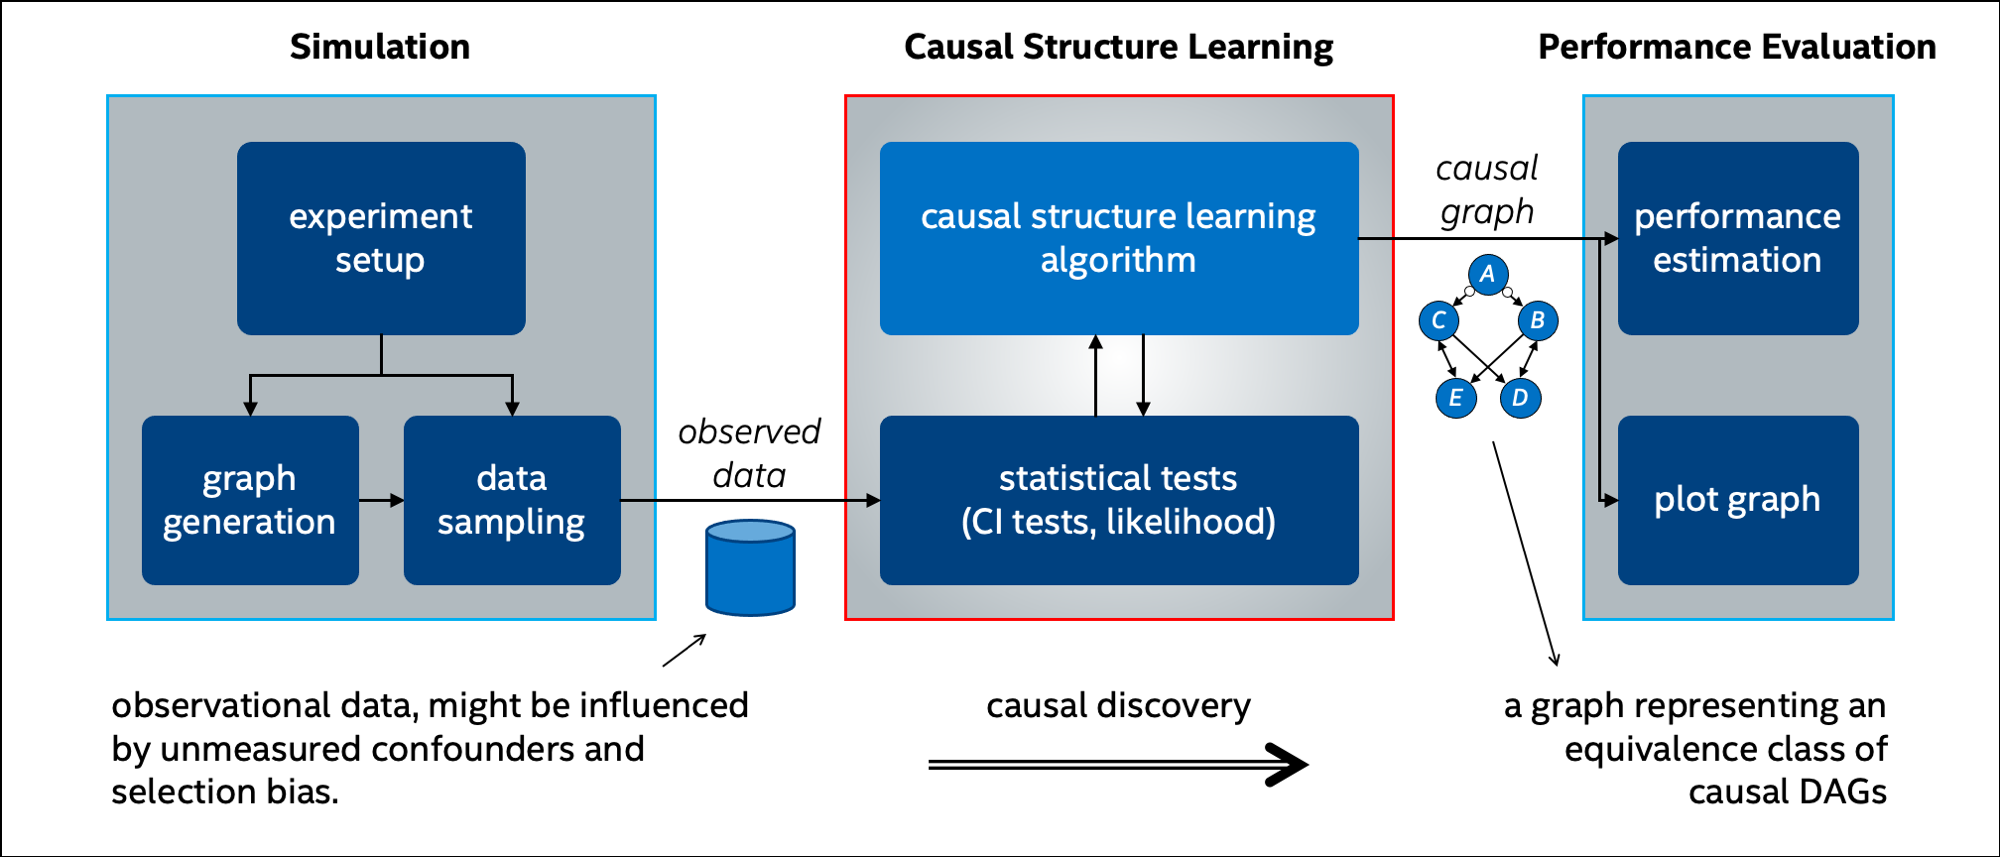 Simulation
Causal Structure Learning
Performance Evaluation
experiment
setup
graph
generation
data
sampling
observed
data
causal structure learning
algorithm
statistical tests
(CI tests, likelihood)
causal
graph
A
C
B
E
D
performance
estimation
plot graph
observational data, might be influenced
by unmeasured confounders and
selection bias.
causal discovery
a graph representing an
equivalence class of
causal DAGs